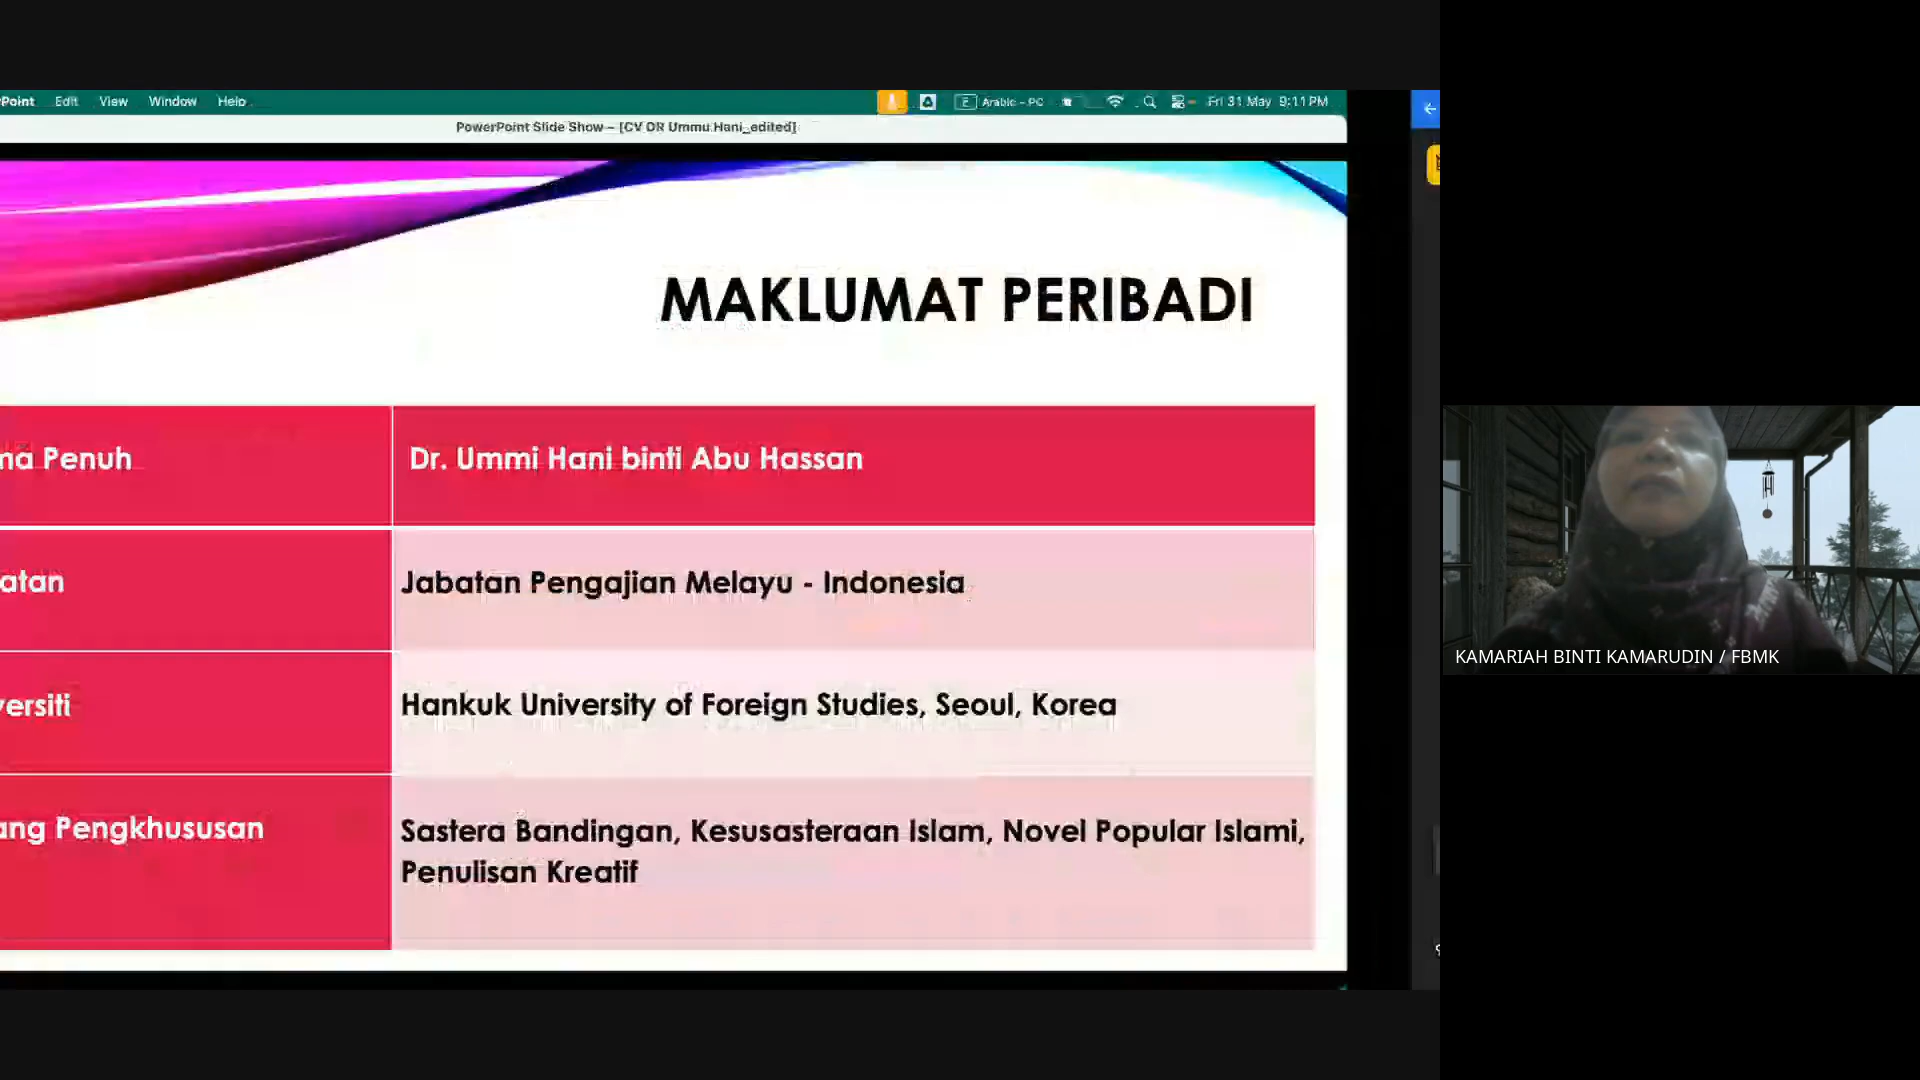 Point Edit View Window Help
Arabic – PC
Fri 31 May 9:11 PM
PowerPoint Slide Show – [CV DR Ummu Hani_edited]
MAKLUMAT PERIBADI
na Penuh
Dr. Ummi Hani binti Abu Hassan
atan
Jabatan Pengajian Melayu - Indonesia
versiti
Hankuk University of Foreign Studies, Seoul, Korea
ang Pengkhususan
Sastera Bandingan, Kesusasteraan Islam, Novel Popular Islami,
Penulisan Kreatif
KAMARIAH BINTI KAMARUDIN / FBMK